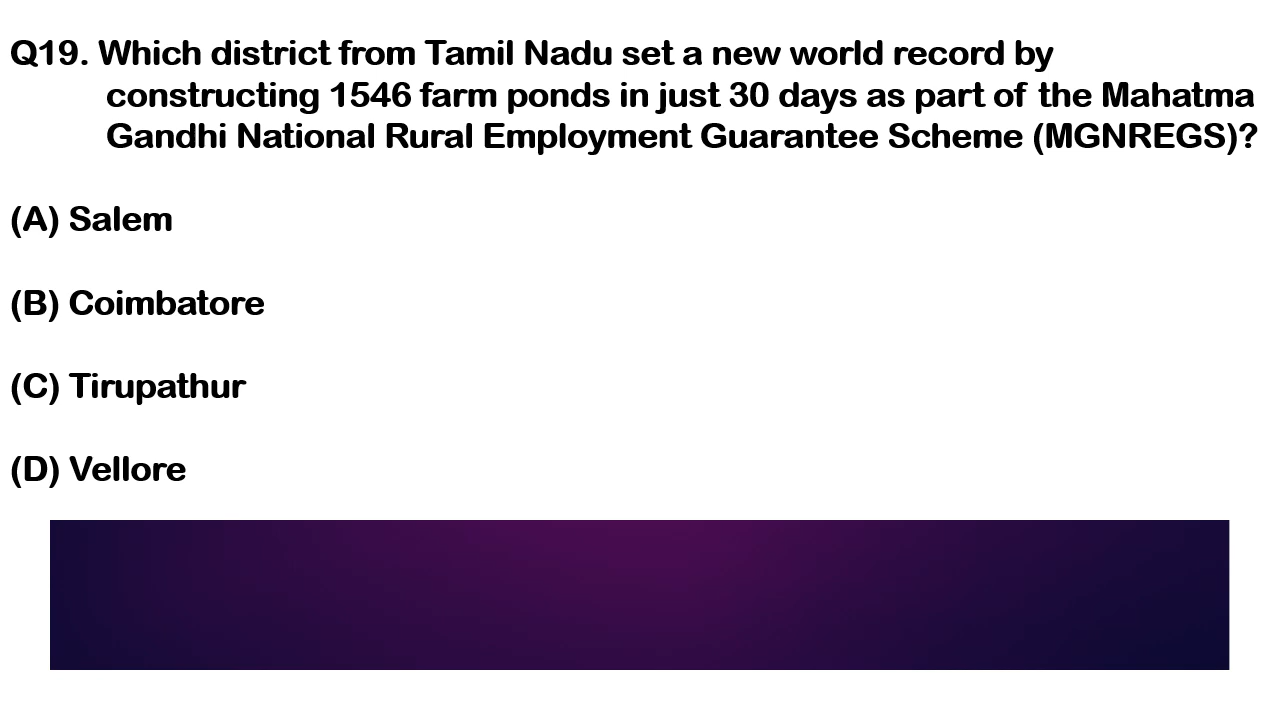 Q19. Which district from Tamil Nadu set a new world record by
constructing 1546 farm ponds in just 30 days as part of the Mahatma
Gandhi National Rural Employment Guarantee Scheme (MGNREGS)?
(A) Salem
(B) Coimbatore
(C) Tirupathur
(D) Vellore